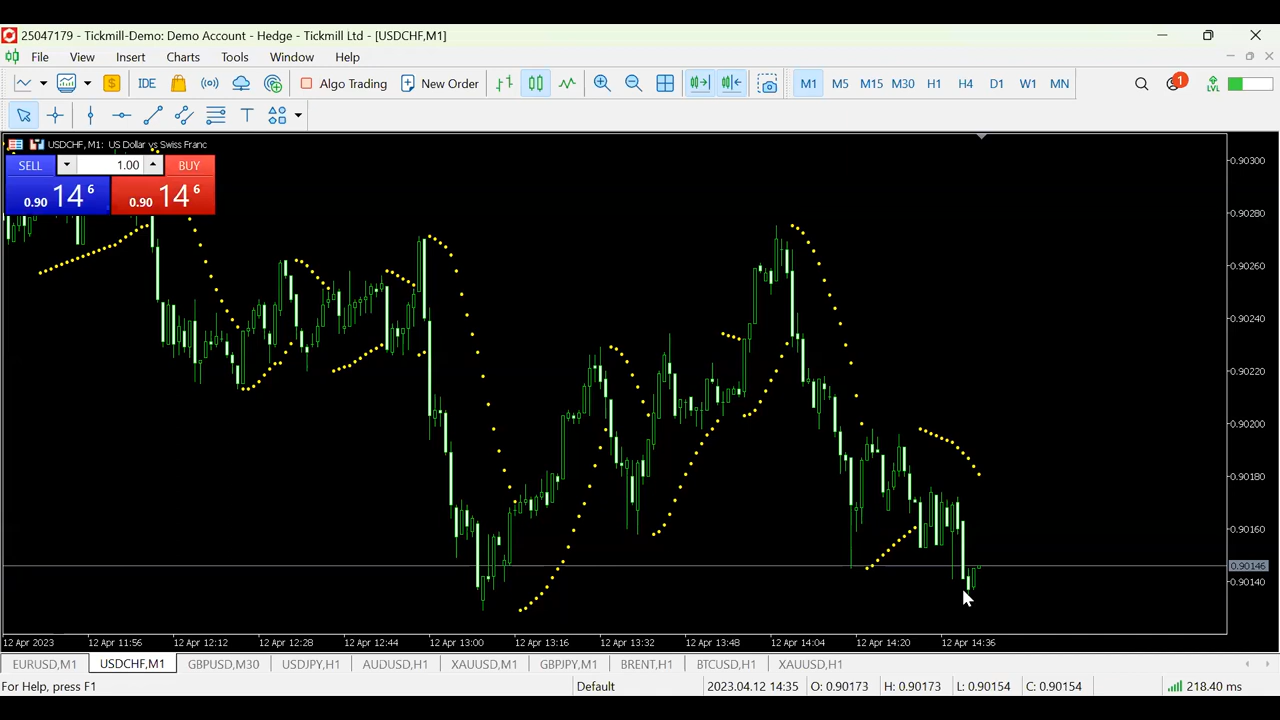 25047179 - Tickmill-Demo: Demo Account - Hedge - Tickmill Ltd - [USDCHF,M1]
File View Insert Charts Tools Window Help
IDE Algo Trading New Order M1 M5 M15 M30 H1 H4 D1 W1 MN 1 LVL
T
USDCHF, M1: US Dollar vs Swiss Franc
SELL 1.00 BUY
0.90 14 6 0.90 14 6
0.90300
0.90280
0.90260
0.90240
0.90220
0.90200
0.90180
0.90160
0.90146
0.90140
12 Apr 2023 12 Apr 11:56 12 Apr 12:12 12 Apr 12:28 12 Apr 12:44 12 Apr 13:00 12 Apr 13:16 12 Apr 13:32 12 Apr 13:48 12 Apr 14:04 12 Apr 14:20 12 Apr 14:36
EURUSD,M1 USDCHF,M1 GBPUSD,M30 USDJPY,H1 AUDUSD,H1 XAUUSD,M1 GBPJPY,M1 BRENT,H1 BTCUSD,H1 XAUUSD,H1
For Help, press F1 Default 2023.04.12 14:35 O: 0.90173 H: 0.90173 L: 0.90154 C: 0.90154 218.40 ms